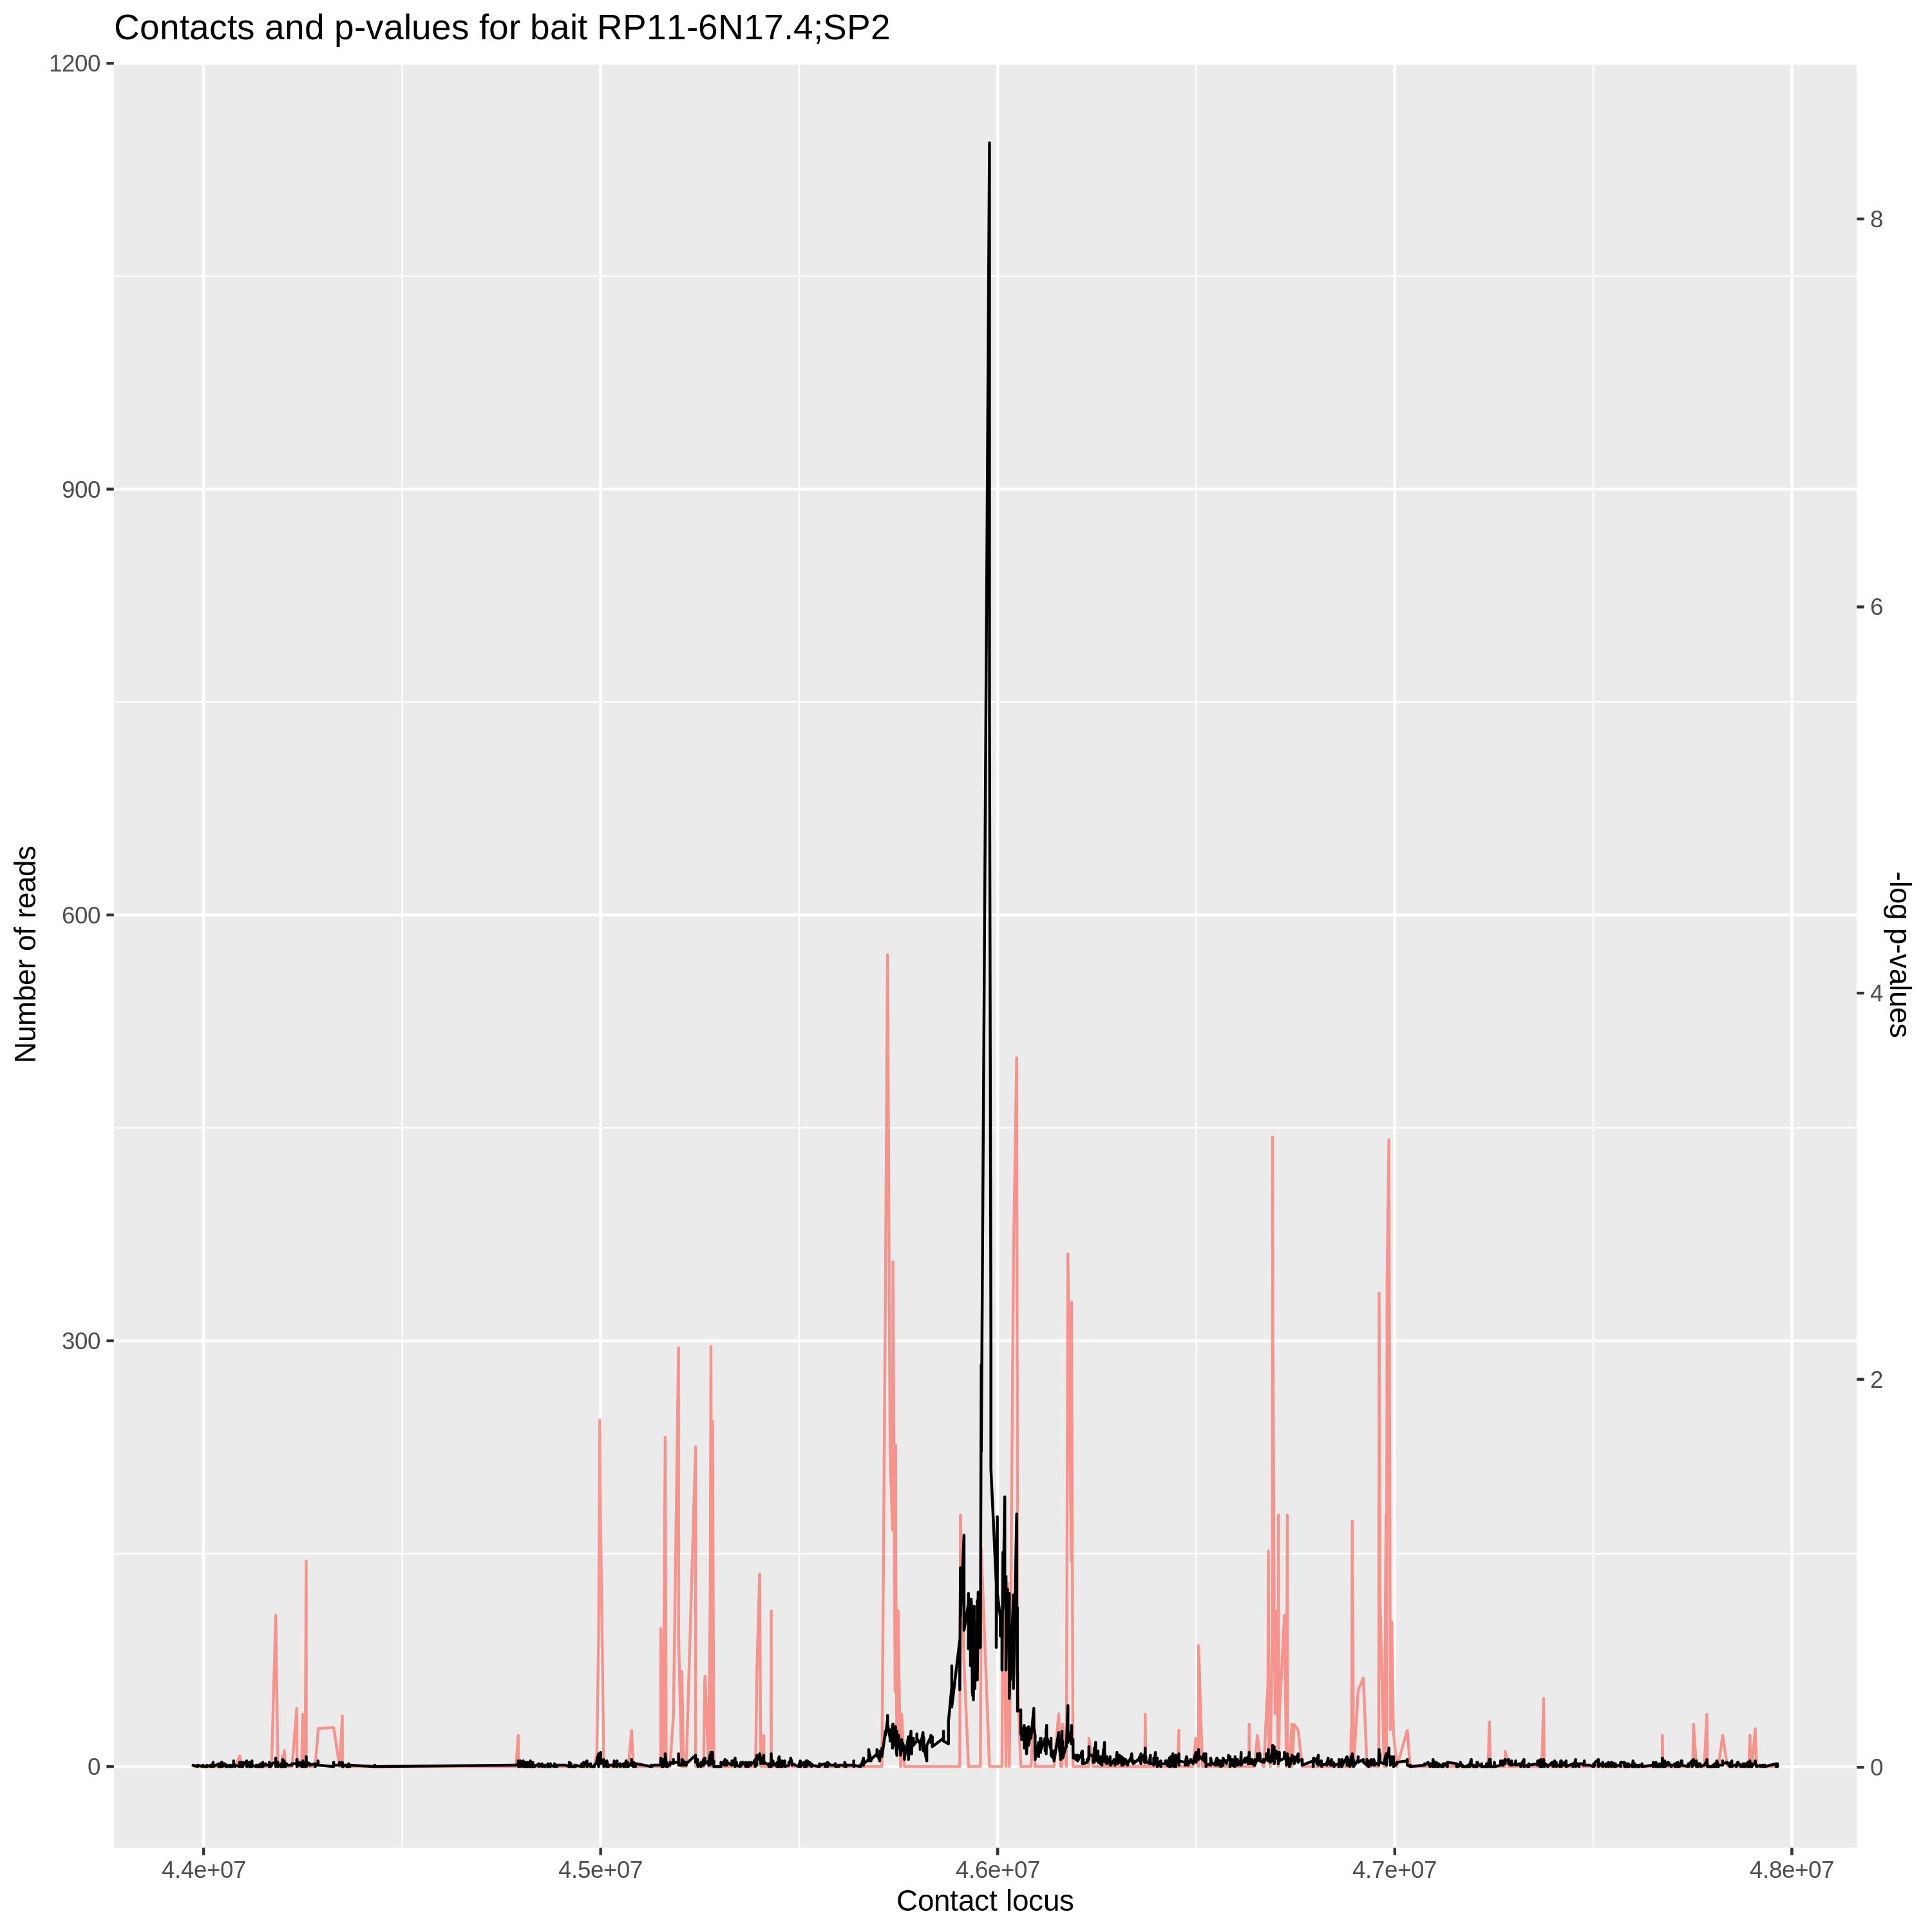 Contacts and p-values for bait RP11-6N17.4;SP2
1200
900
600
300
0
Number of reads
8
6
4
2
0
-log p-values
4.4e+07
4.5e+07
4.6e+07
4.7e+07
4.8e+07
Contact locus